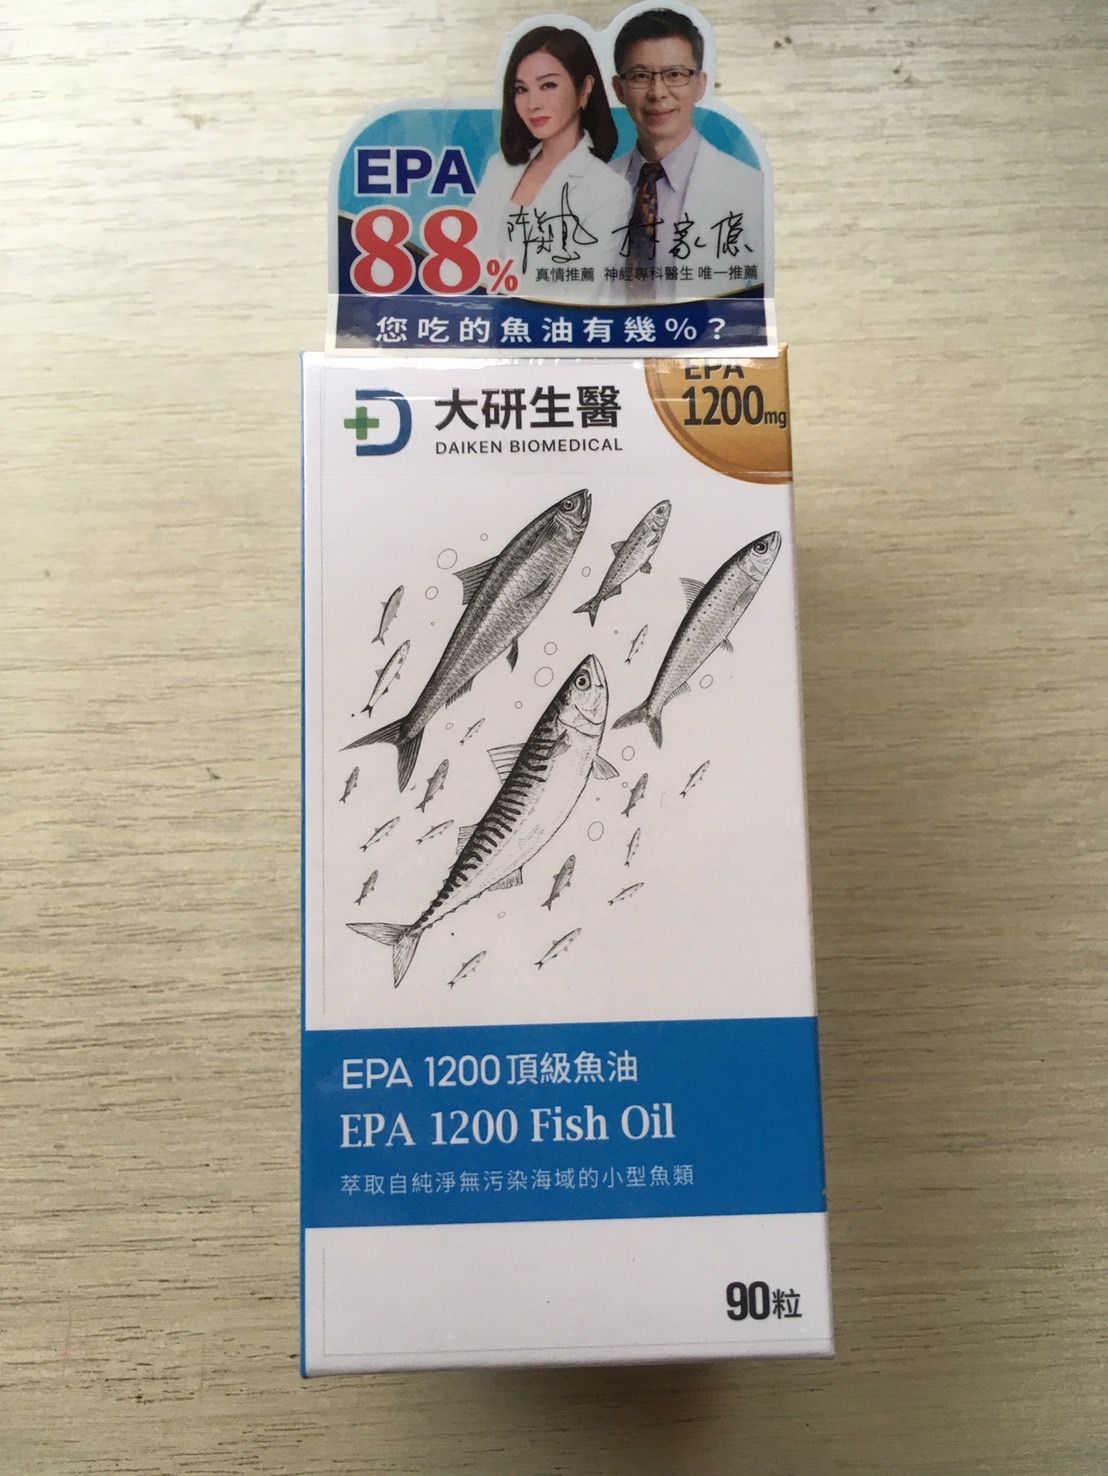 EPA
88%
真情推薦 神經專科醫生 唯一推薦
您吃的魚油有幾%？
大研生醫
DAIKEN BIOMEDICAL
EPA
1200mg
EPA 1200頂級魚油
EPA 1200 Fish Oil
萃取自純淨無污染海域的小型魚類
90粒